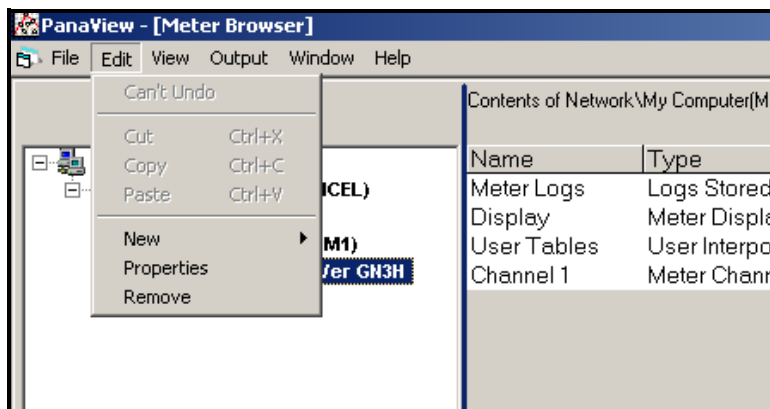 PanaView - [Meter Browser]
File Edit View Output Window Help
Can't Undo
Cut Ctrl+X
Copy Ctrl+C
Paste Ctrl+V
New
Properties
Remove
ICEL)
M1)
Ver GN3H
Contents of Network\My Computer(M
Name Type
Meter Logs Logs Stored
Display Meter Displa
User Tables User Interpo
Channel 1 Meter Chann